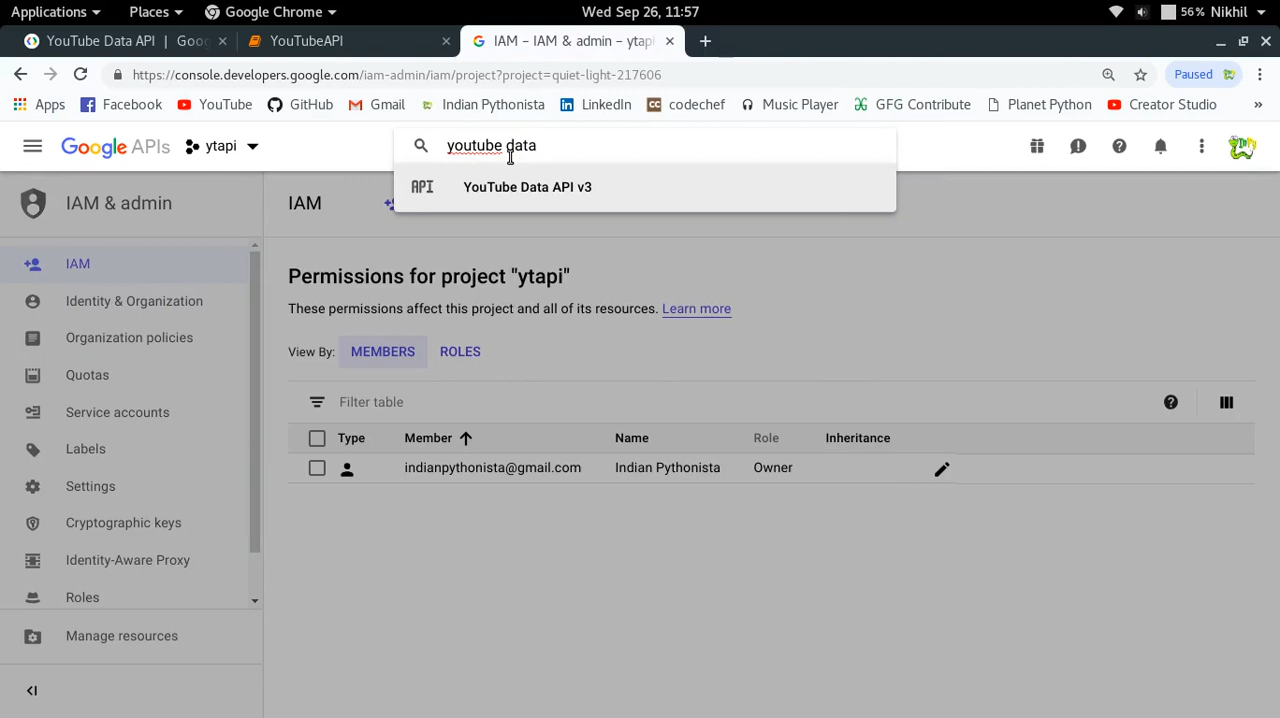 Applications Places Google Chrome Wed Sep 26, 11:57 56% Nikhil
YouTube Data API | Goog × YouTubeAPI × IAM – IAM & admin – ytapi × +
https://console.developers.google.com/iam-admin/iam/project?project=quiet-light-217606 Paused
Apps Facebook YouTube GitHub Gmail Indian Pythonista LinkedIn codechef Music Player GFG Contribute Planet Python Creator Studio »
Google APIs ytapi youtube data
API YouTube Data API v3
IAM & admin IAM
Permissions for project "ytapi"
IAM
These permissions affect this project and all of its resources. Learn more
Identity & Organization
Organization policies
View By: MEMBERS ROLES
Quotas
Filter table
Service accounts
Type Member Name Role Inheritance
Labels
indianpythonista@gmail.com Indian Pythonista Owner
Settings
Cryptographic keys
Identity-Aware Proxy
Roles
Manage resources